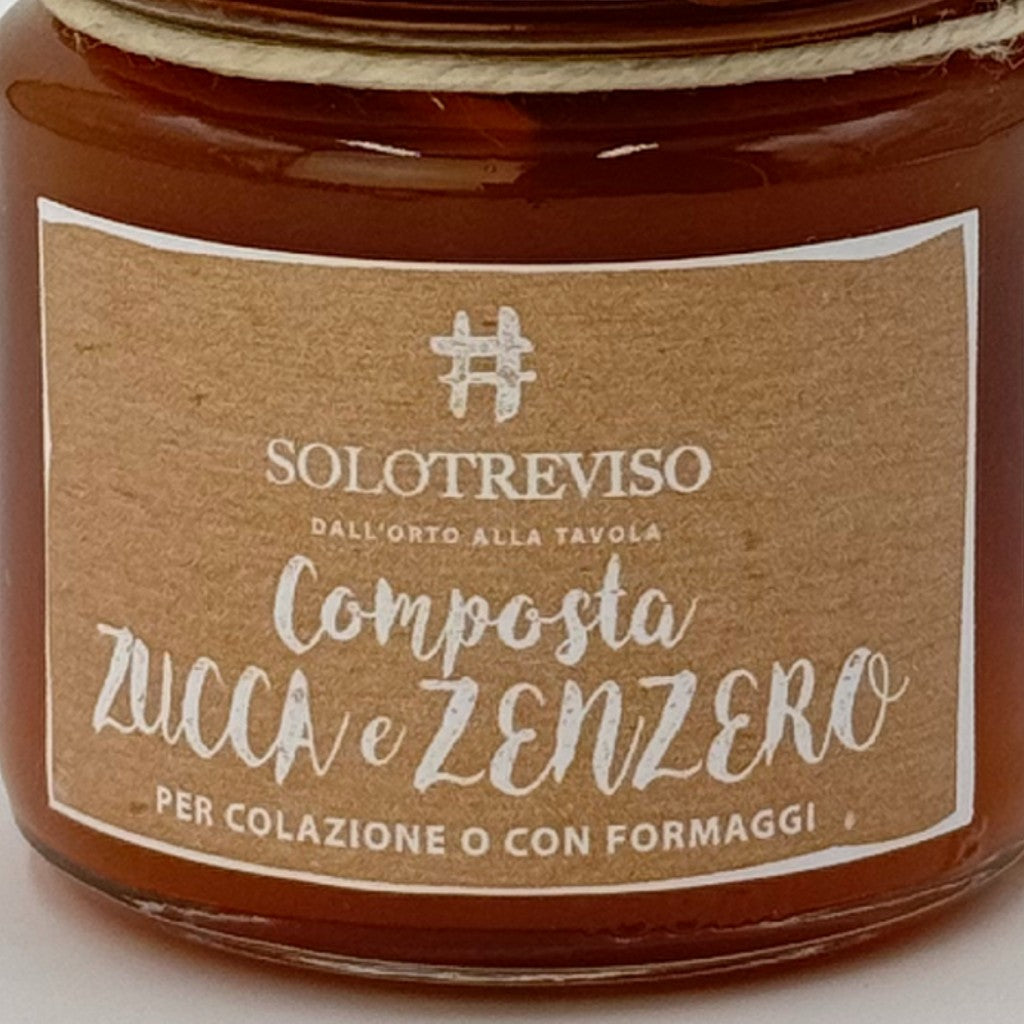 #
SOLOTREVISO
DALL'ORTO ALLA TAVOLA
Composta
ZUCCA e ZENZERO
PER COLAZIONE O CON FORMAGGI